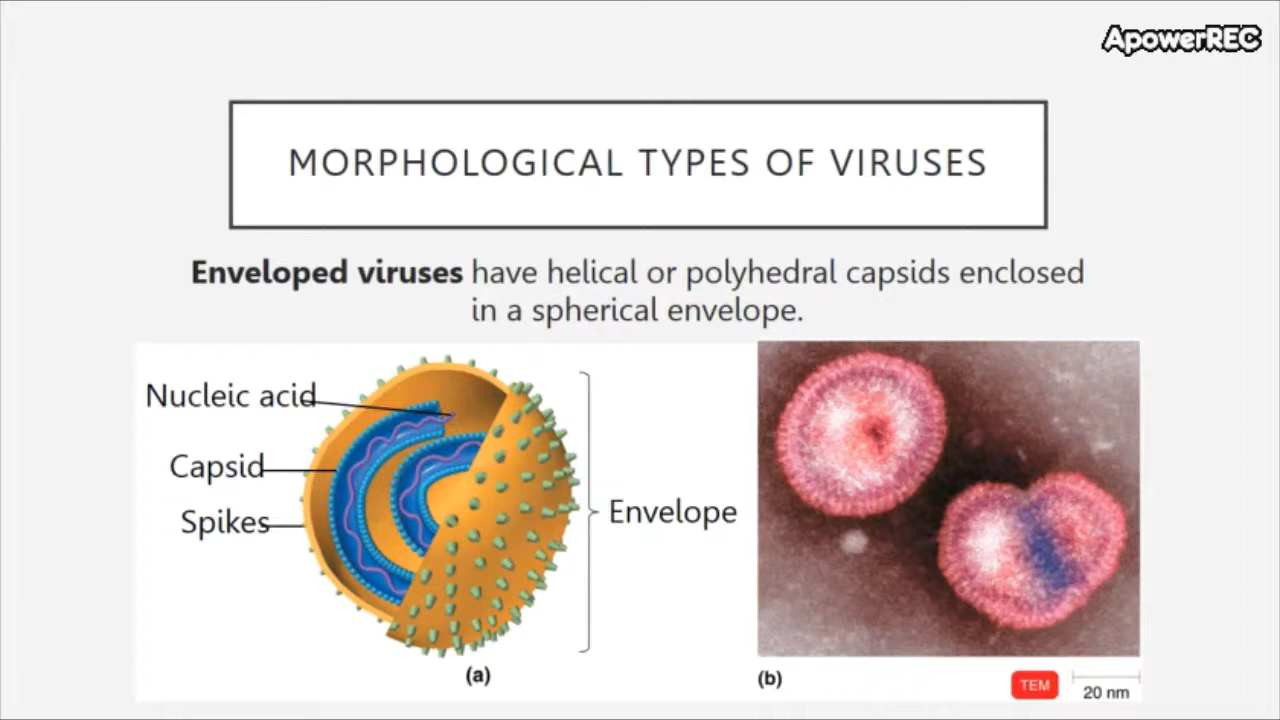 ApowerREC
MORPHOLOGICAL TYPES OF VIRUSES
Enveloped viruses have helical or polyhedral capsids enclosed
in a spherical envelope.
Nucleic acid
Capsid
Spikes
Envelope
(a)
(b)
TEM
20 nm